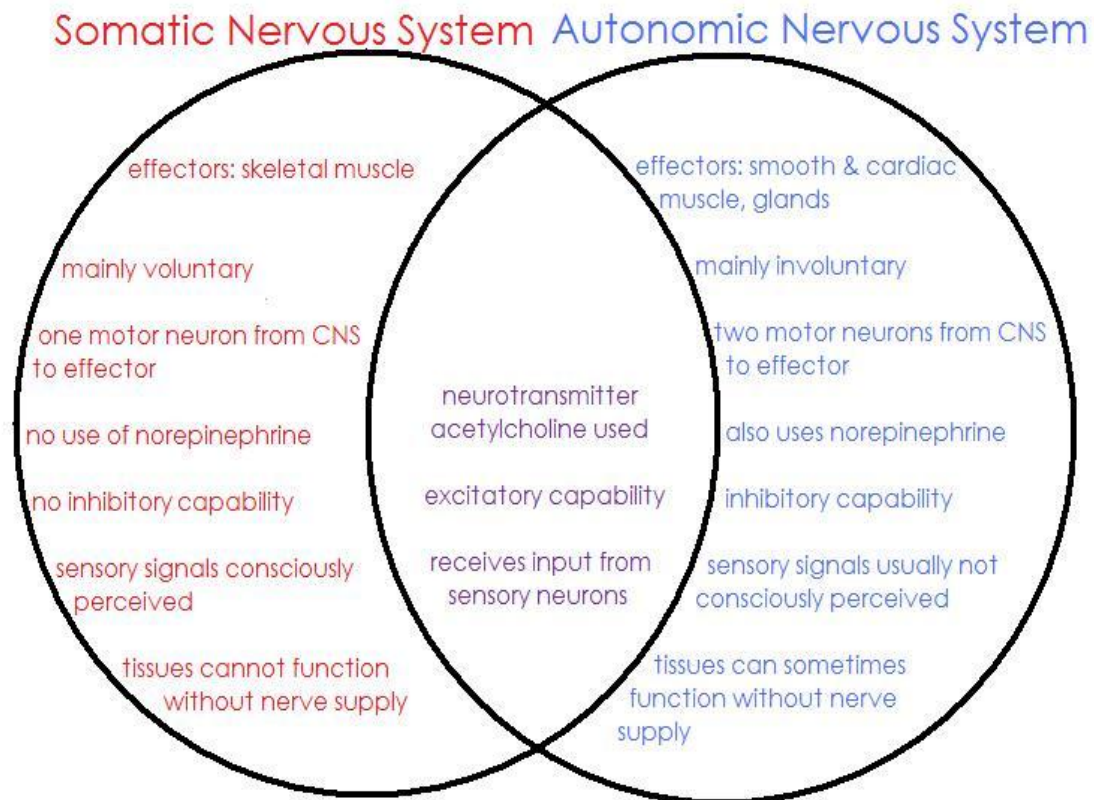 Somatic Nervous System
Autonomic Nervous System
effectors: skeletal muscle
mainly voluntary
one motor neuron from CNS
to effector
no use of norepinephrine
no inhibitory capability
sensory signals consciously
perceived
tissues cannot function
without nerve supply
neurotransmitter
acetylcholine used
excitatory capability
receives input from
sensory neurons
effectors: smooth & cardiac
muscle, glands
mainly involuntary
two motor neurons from CNS
to effector
also uses norepinephrine
inhibitory capability
sensory signals usually not
consciously perceived
tissues can sometimes
function without nerve
supply